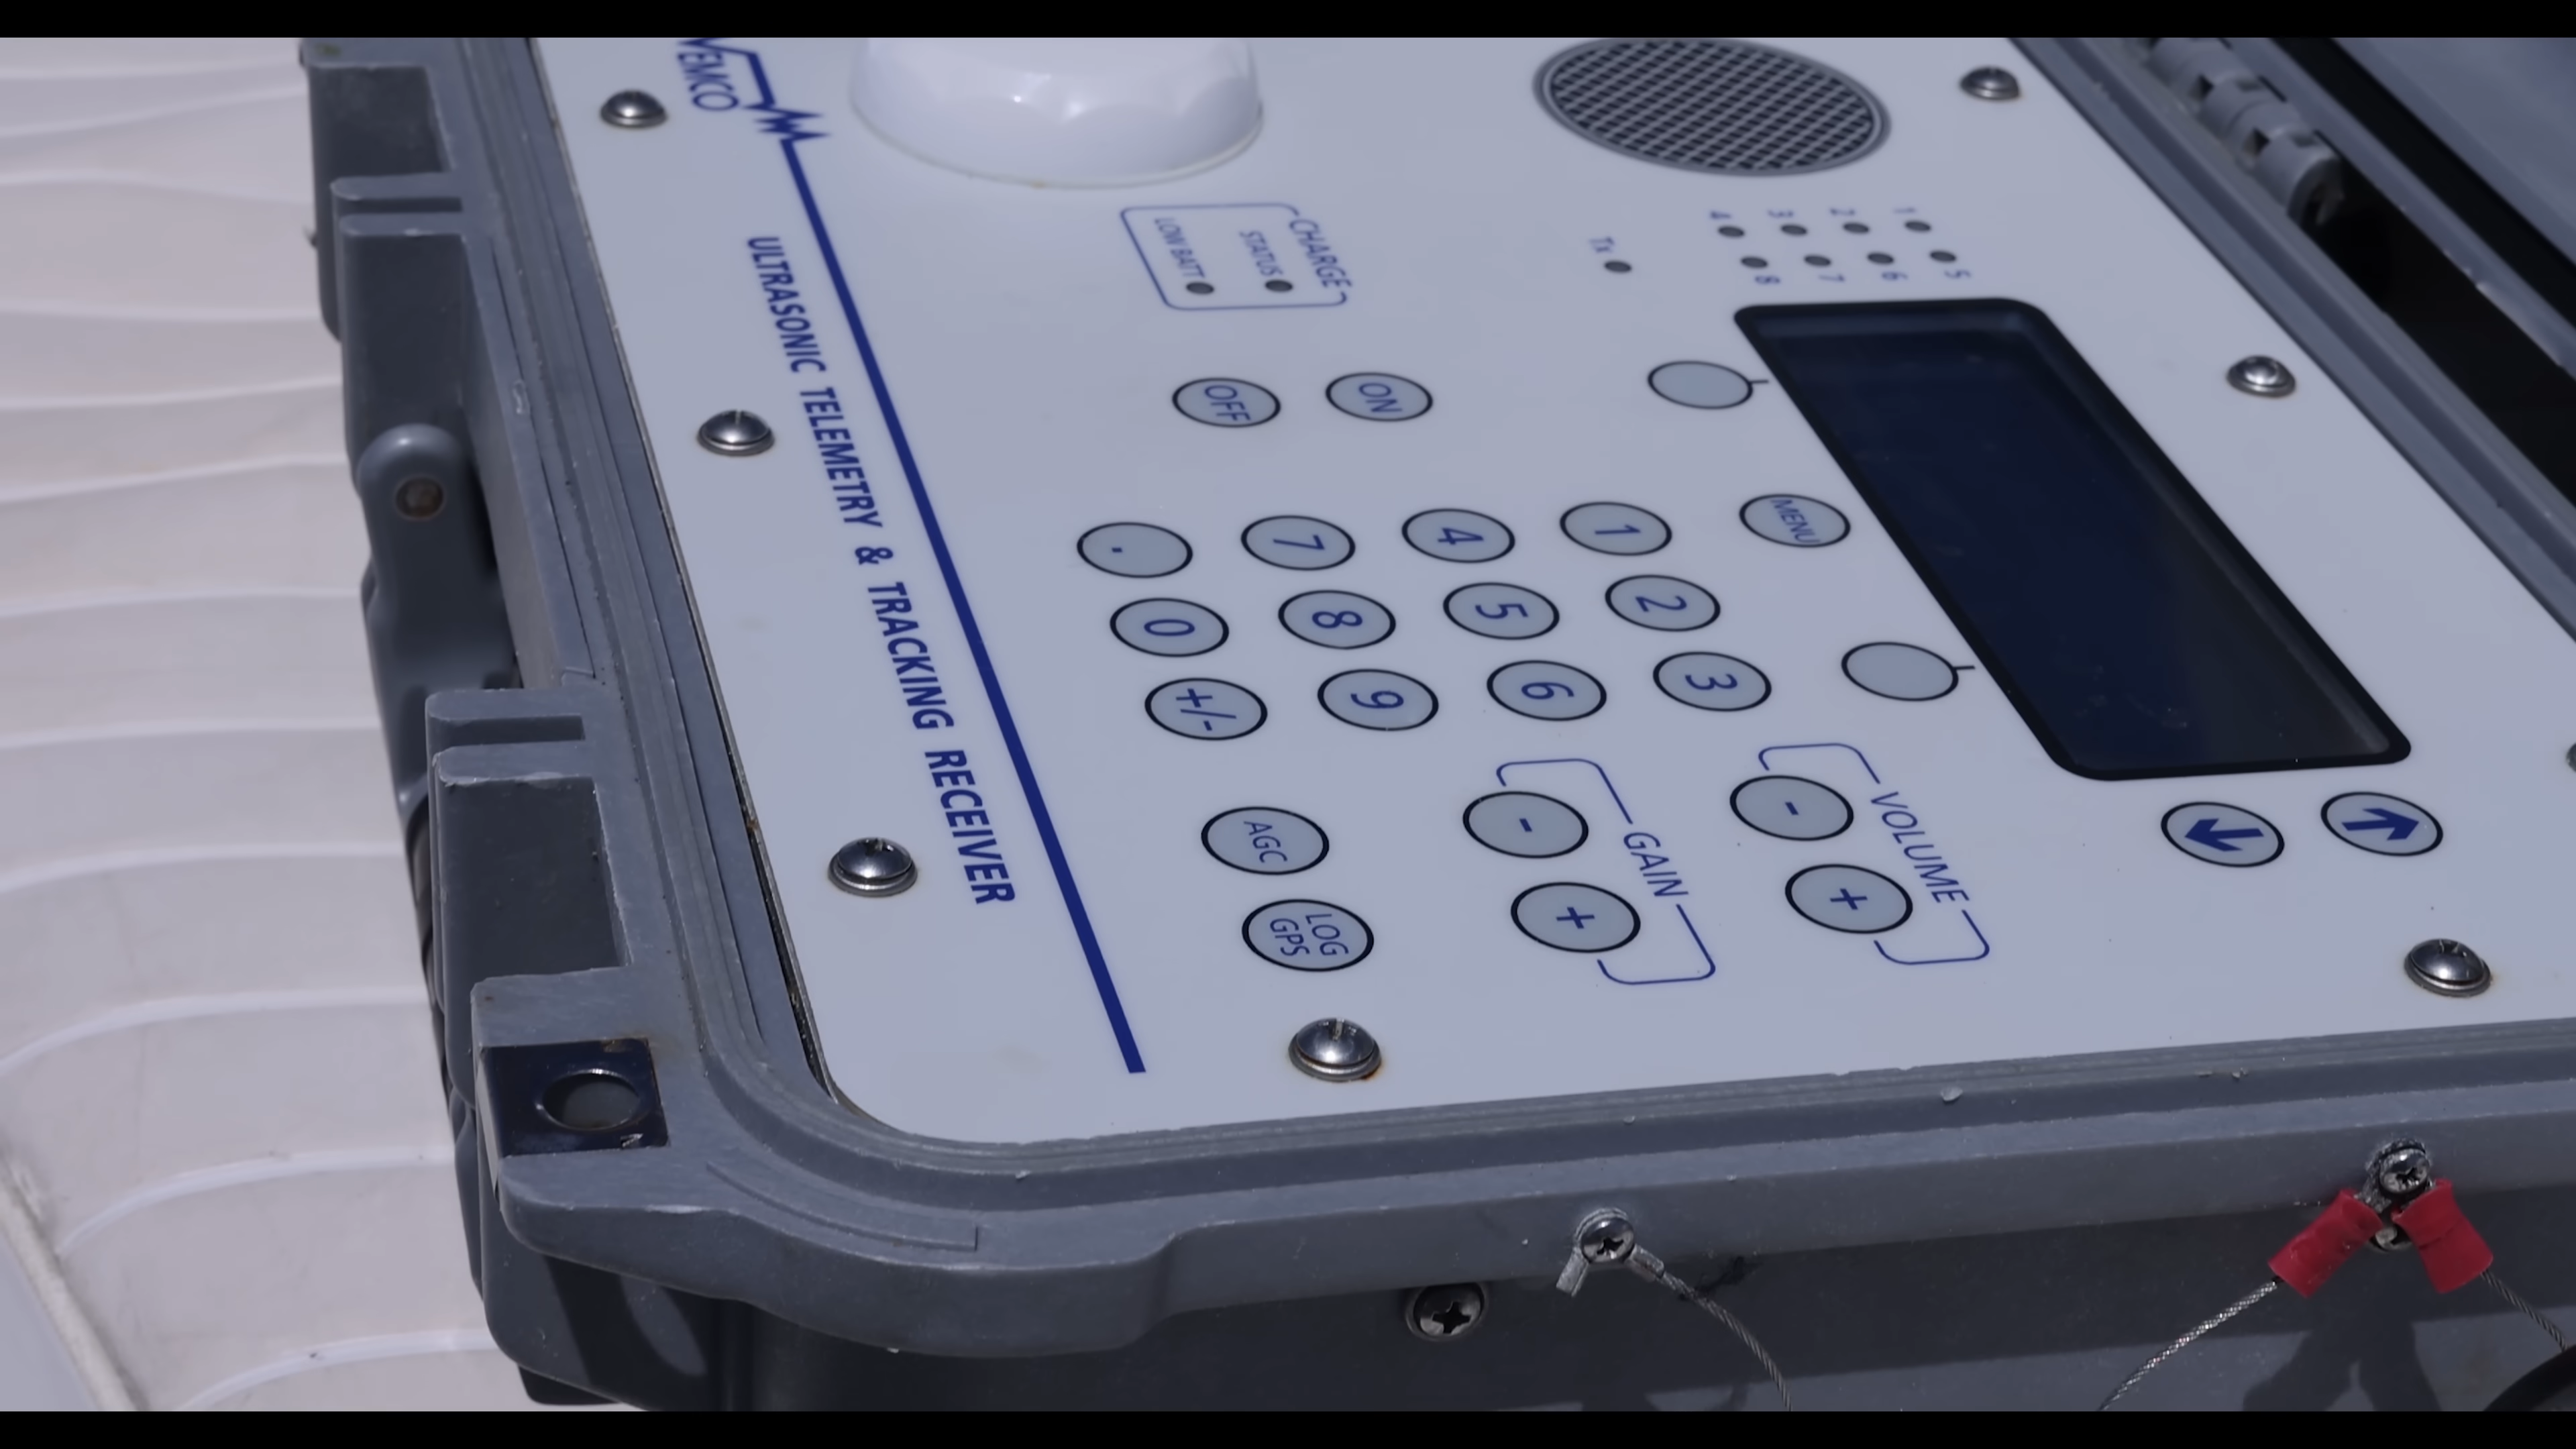 VEMCO
ULTRASONIC TELEMETRY & TRACKING RECEIVER
CHARGE
STATUS
LOW BATT
Tx
1 2 3 4
5 6 7 8
ON
OFF
MENU
1 2 3
4 5 6
7 8 9
. 0 +/-
VOLUME
- +
GAIN
- +
AGC
LOG
GPS